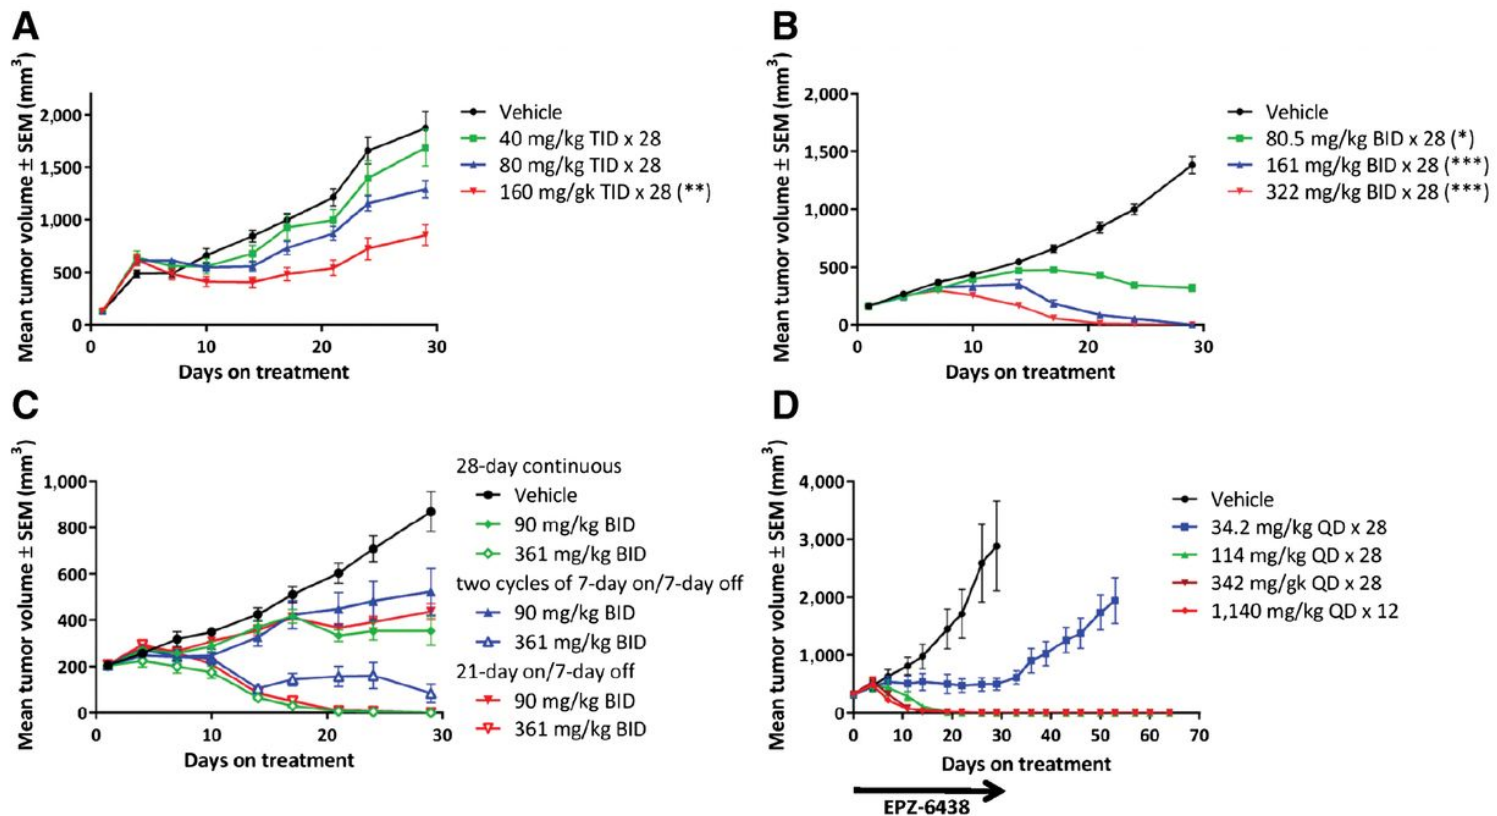 A
Mean tumor volume ± SEM (mm3)
2,000
1,500
1,000
500
0
0 10 20 30
Days on treatment
Vehicle
40 mg/kg TID x 28
80 mg/kg TID x 28
160 mg/gk TID x 28 (**)
B
Mean tumor volume ± SEM (mm3)
2,000
1,500
1,000
500
0
0 10 20 30
Days on treatment
Vehicle
80.5 mg/kg BID x 28 (*)
161 mg/kg BID x 28 (***)
322 mg/kg BID x 28 (***)
C
Mean tumor volume ± SEM (mm3)
1,000
800
600
400
200
0
0 10 20 30
Days on treatment
28-day continuous
Vehicle
90 mg/kg BID
361 mg/kg BID
two cycles of 7-day on/7-day off
90 mg/kg BID
361 mg/kg BID
21-day on/7-day off
90 mg/kg BID
361 mg/kg BID
D
Mean tumor volume ± SEM (mm3)
4,000
3,000
2,000
1,000
0
0 10 20 30 40 50 60 70
Days on treatment
EPZ-6438
Vehicle
34.2 mg/kg QD x 28
114 mg/kg QD x 28
342 mg/gk QD x 28
1,140 mg/kg QD x 12